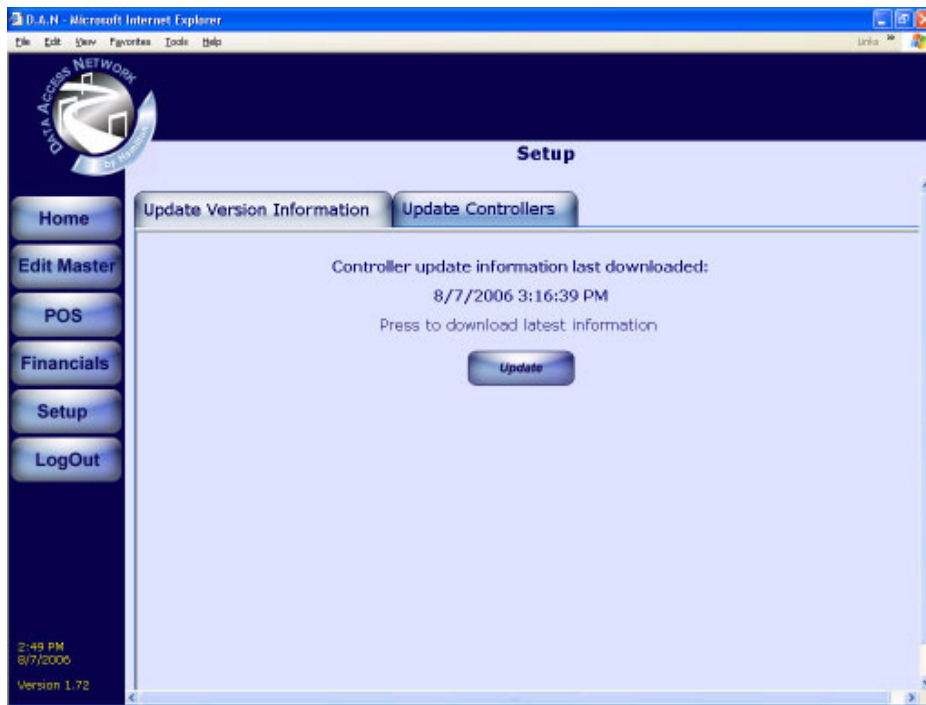 D.A.N - Microsoft Internet Explorer
File Edit View Favorites Tools Help
Links »
DATA ACCESS NETWORK
by Hamilton
Setup
Home
Edit Master
POS
Financials
Setup
LogOut
Update Version Information
Update Controllers
Controller update information last downloaded:
8/7/2006 3:16:39 PM
Press to download latest information
Update
2:49 PM
8/7/2006
Version 1.72